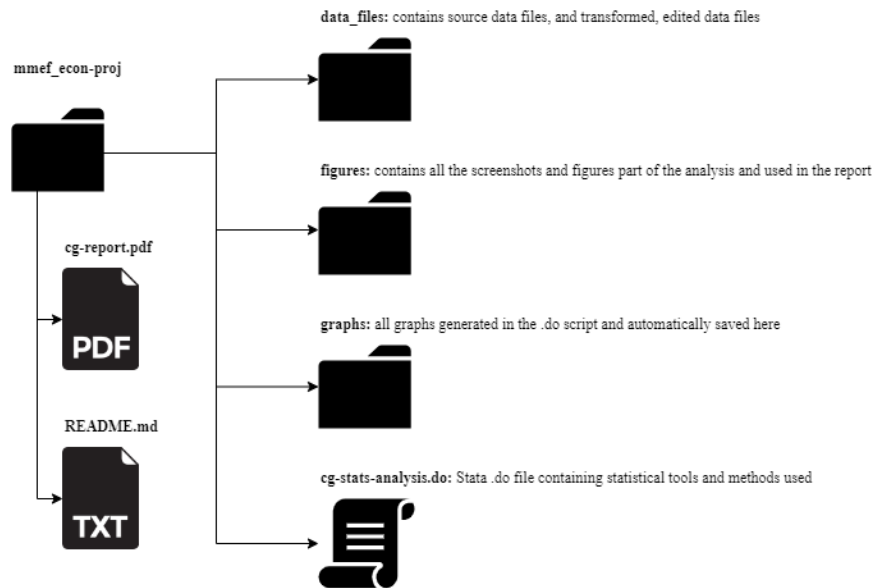 data_files: contains source data files, and transformed, edited data files
mmef_econ-proj
figures: contains all the screenshots and figures part of the analysis and used in the report
cg-report.pdf
PDF
graphs: all graphs generated in the .do script and automatically saved here
README.md
TXT
cg-stats-analysis.do: Stata .do file containing statistical tools and methods used